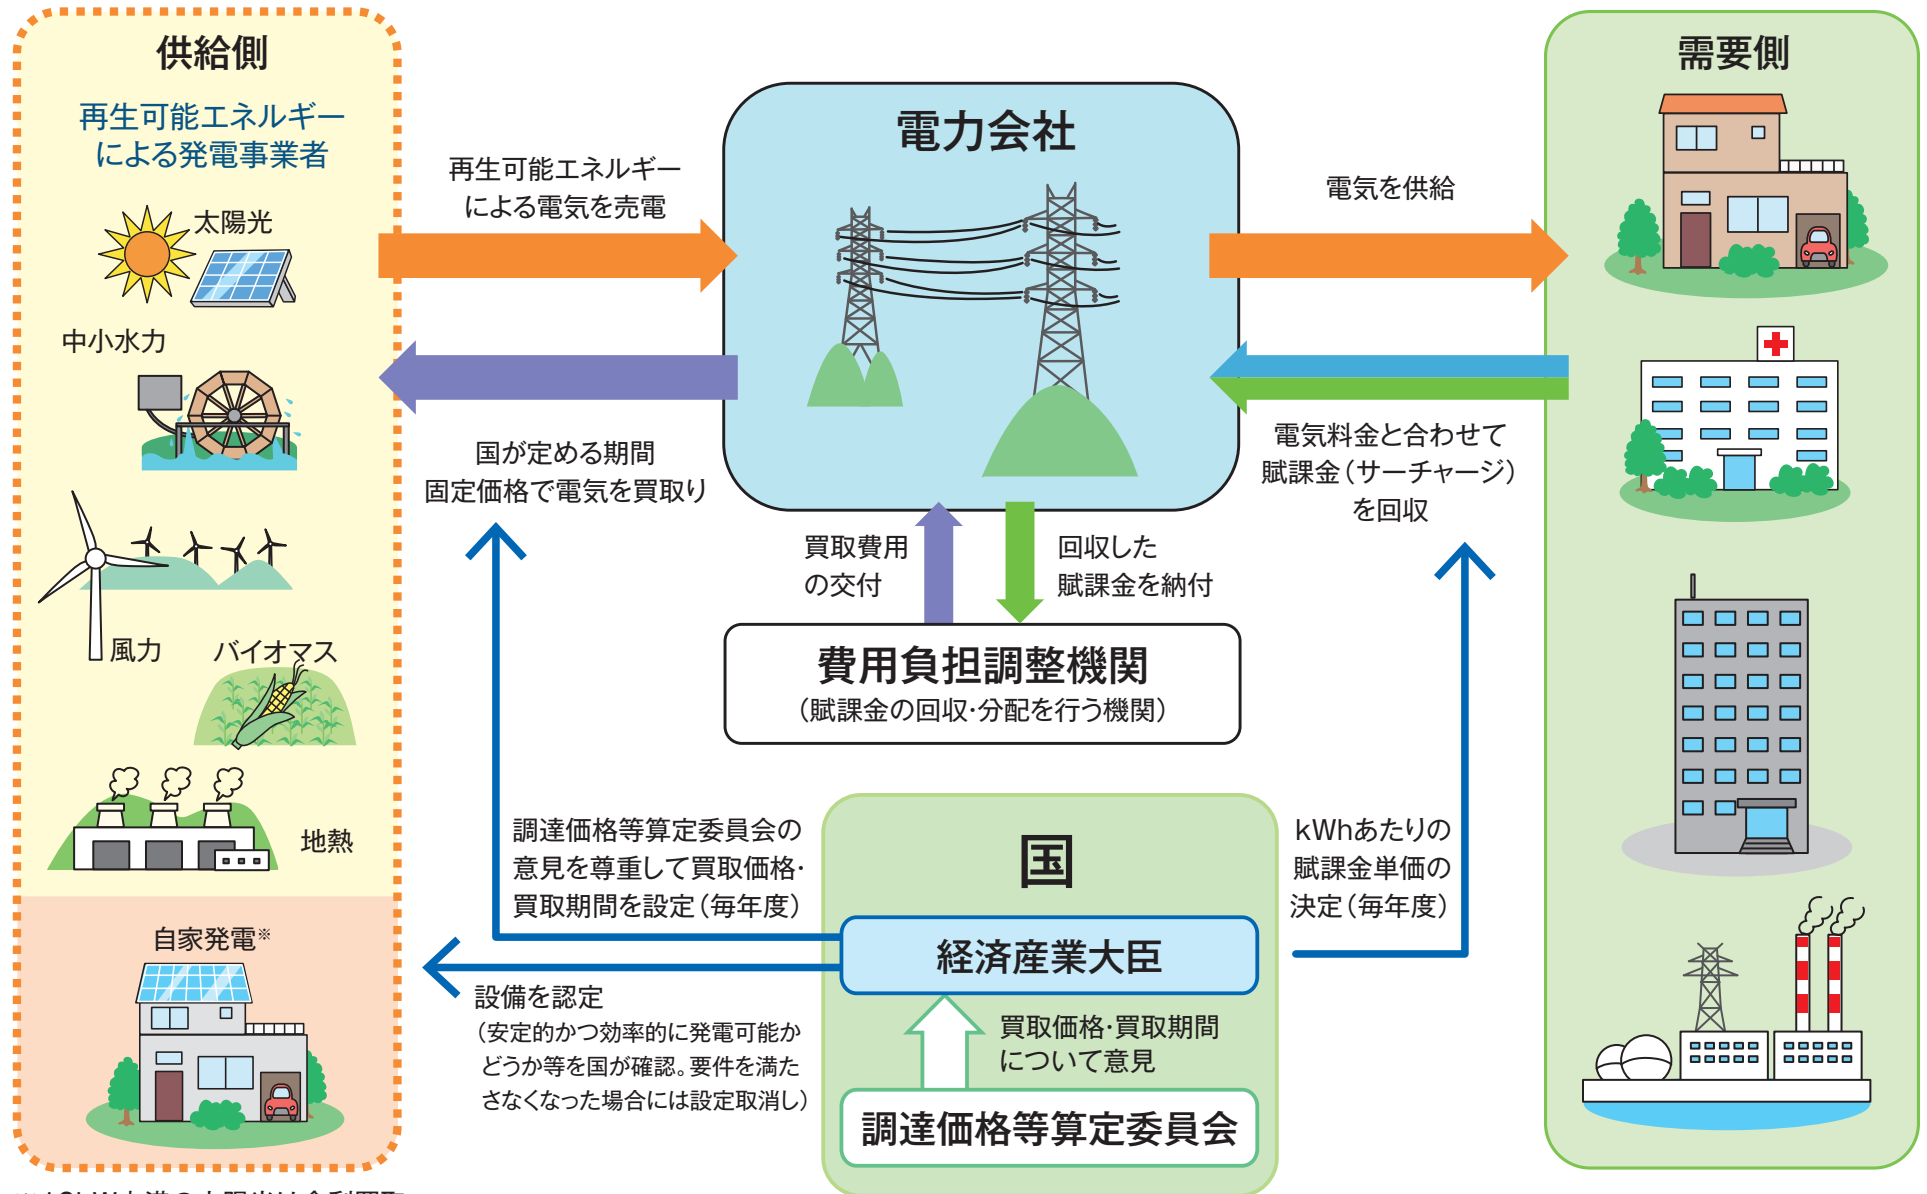 供給側
再生可能エネルギー
による発電事業者
太陽光
中小水力
風力
バイオマス
地熱
自家発電※
再生可能エネルギー
による電気を売電
国が定める期間
固定価格で電気を買取り
電力会社
電気を供給
電気料金と合わせて
賦課金（サーチャージ）
を回収
需要側
買取費用
の交付
回収した
賦課金を納付
費用負担調整機関
（賦課金の回収･分配を行う機関）
調達価格等算定委員会の
意見を尊重して買取価格･
買取期間を設定（毎年度）
設備を認定
（安定的かつ効率的に発電可能か
どうか等を国が確認。要件を満た
さなくなった場合には設定取消し）
国
経済産業大臣
買取価格･買取期間
について意見
調達価格等算定委員会
kWhあたりの
賦課金単価の
決定（毎年度）